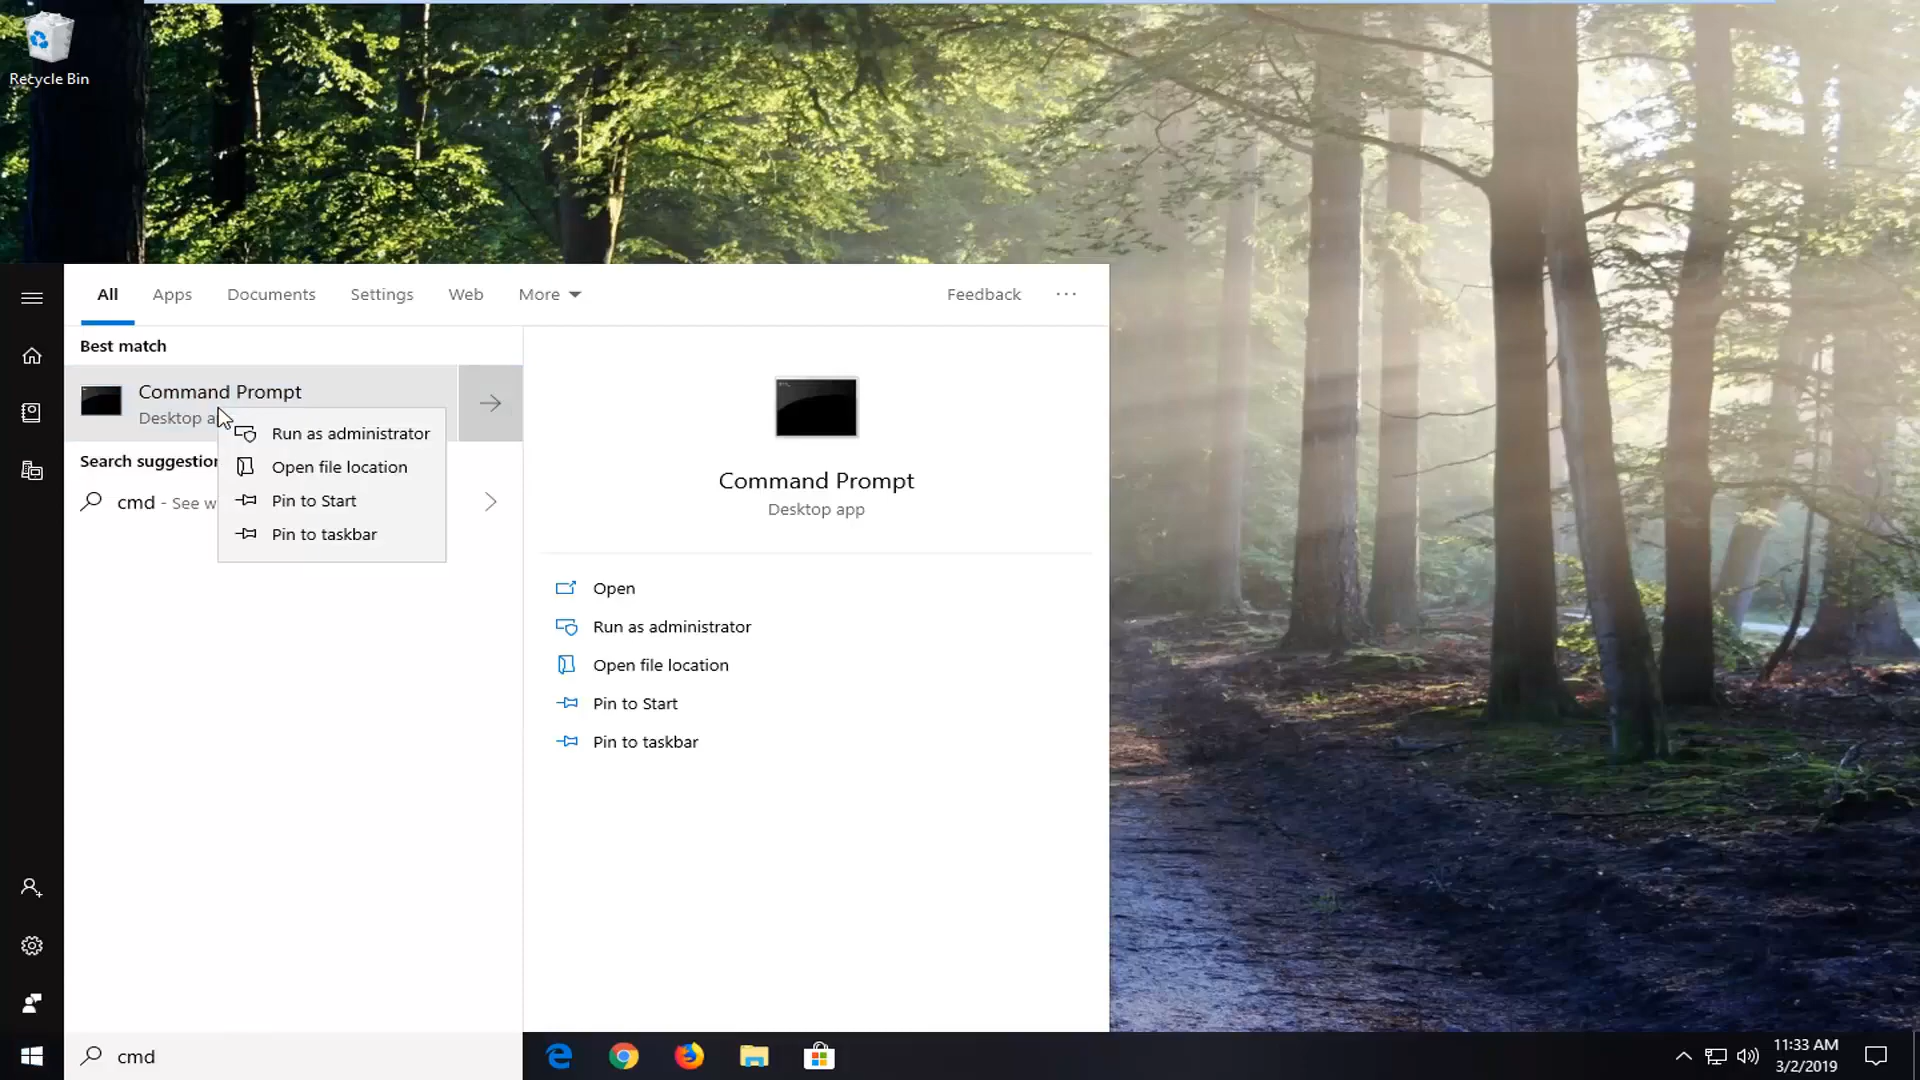 Recycle Bin
All Apps Documents Settings Web More Feedback
Best match
Command Prompt
Desktop a
Run as administrator
Open file location
Pin to Start
Pin to taskbar
Search suggestion
cmd - See w
Command Prompt
Desktop app
Open
Run as administrator
Open file location
Pin to Start
Pin to taskbar
cmd
11:33 AM
3/2/2019